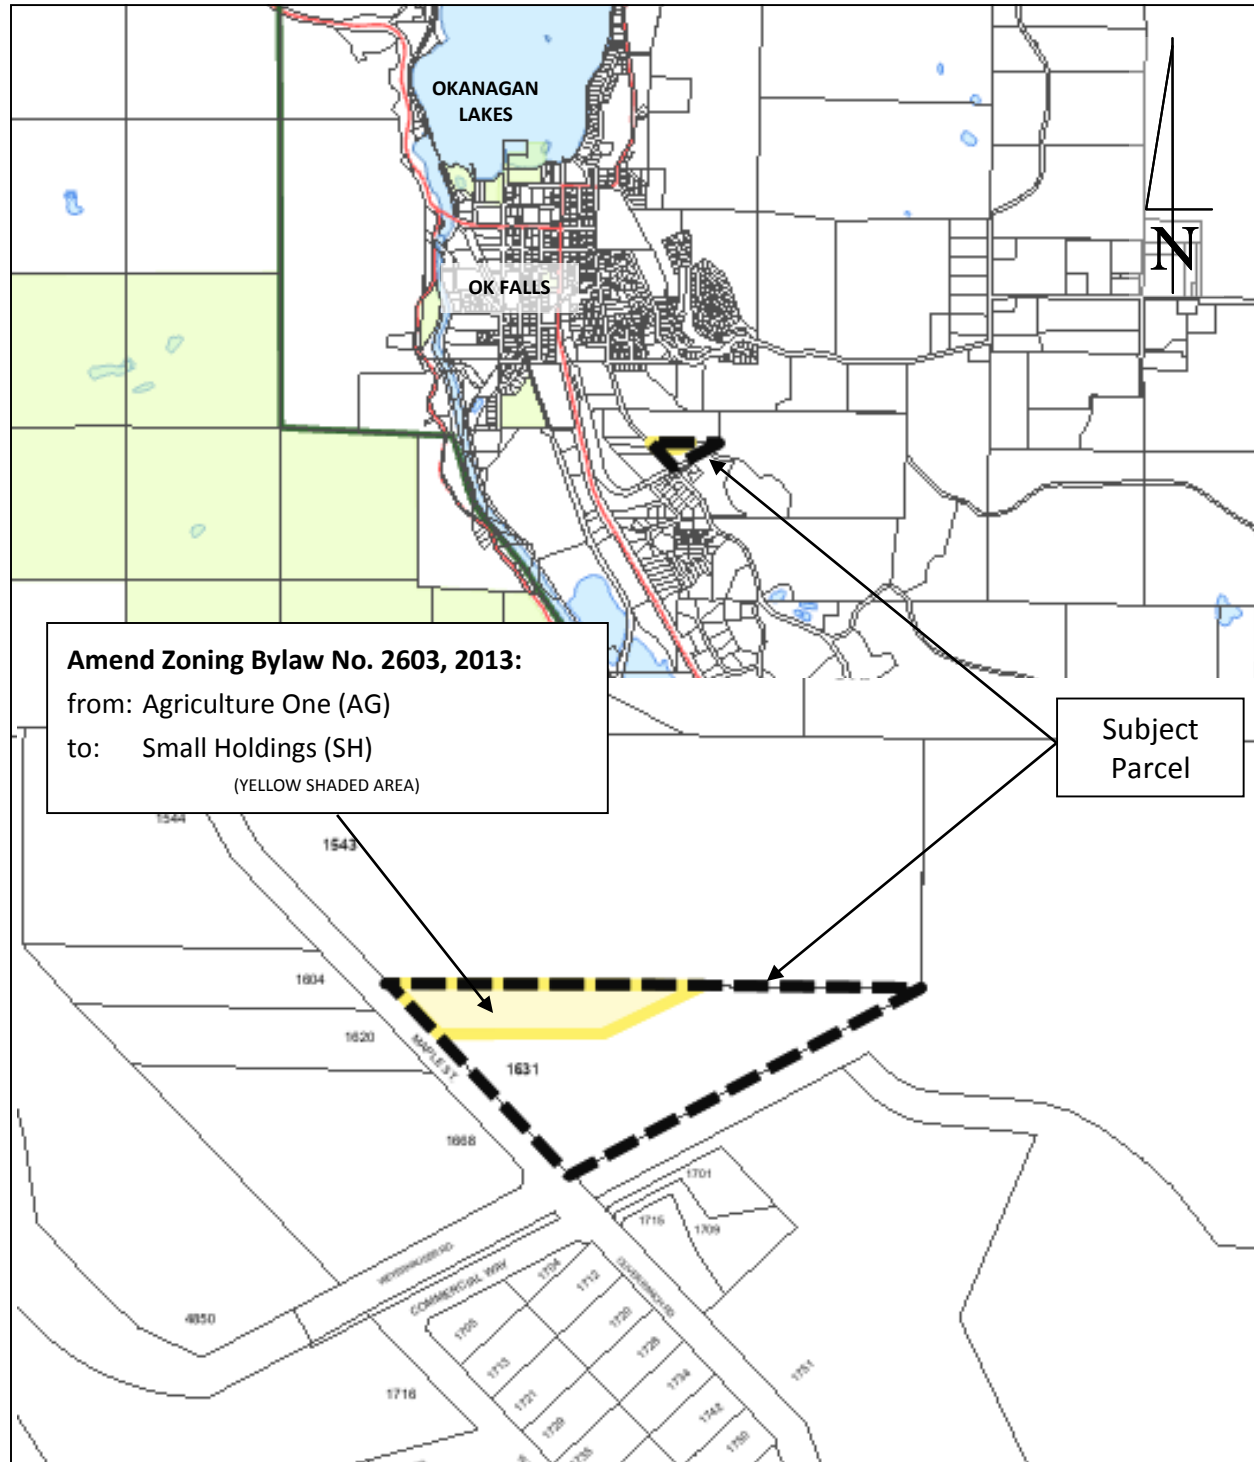 OKANAGAN
LAKES
N
OK FALLS
Amend Zoning Bylaw No. 2603, 2013:
from: Agriculture One (AG)
to: Small Holdings (SH)
(YELLOW SHADED AREA)
Subject
Parcel
1544
1543
1604
1620
MAPLE ST.
1631
1668
1701
1715
1709
COMMERCIAL WAY
1704
1712
4850
1705
1720
1728
1713
1734
1751
1721
1716
1742
1729
1750
1735